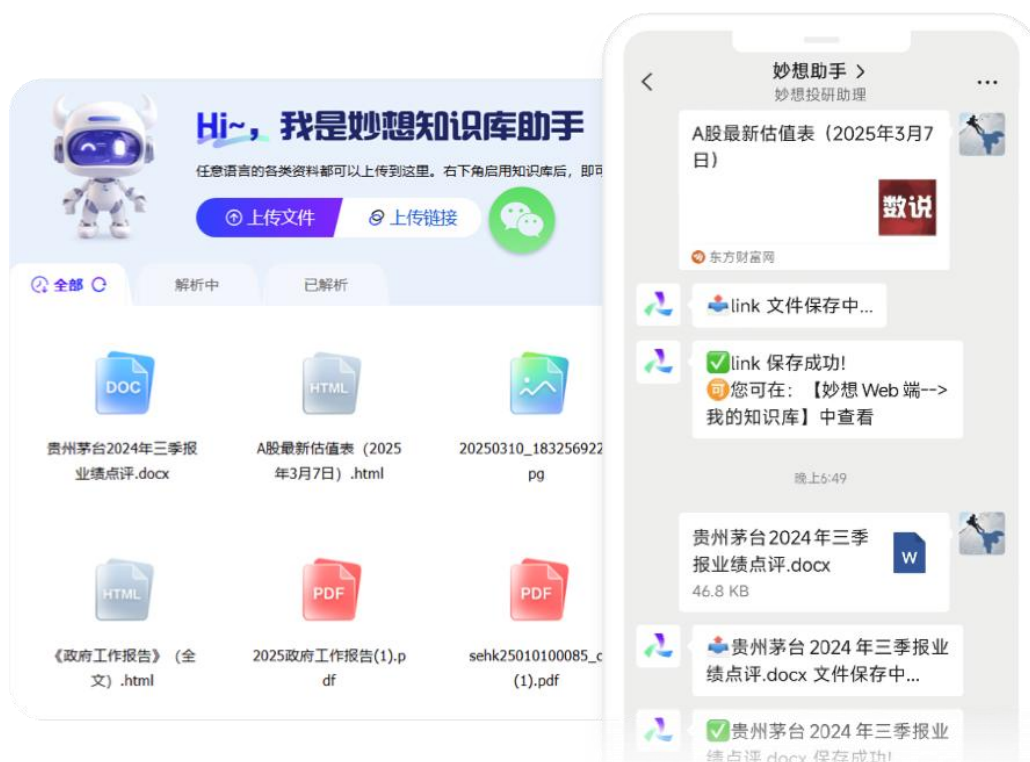 Hi~，我是妙想知识库助手
任意语言的各类资料都可以上传到这里。右下角启用知识库后，即可
上传文件
上传链接
全部
解析中
已解析
DOC
贵州茅台2024年三季报
业绩点评.docx
HTML
A股最新估值表（2025
年3月7日）.html
20250310_183256922
pg
HTML
《政府工作报告》（全
文）.html
PDF
2025政府工作报告(1).p
df
PDF
sehk25010100085_c
(1).pdf
妙想助手 >
妙想投研助理
A股最新估值表（2025年3月7
日）
数说
东方财富网
link 文件保存中...
link 保存成功!
可您可在：【妙想 Web 端-->
我的知识库】中查看
晚上6:49
贵州茅台2024年三季
报业绩点评.docx
W
46.8 KB
贵州茅台 2024 年三季报业
绩点评.docx 文件保存中...
贵州茅台 2024 年三季报业
绩点评.docx 保存成功!